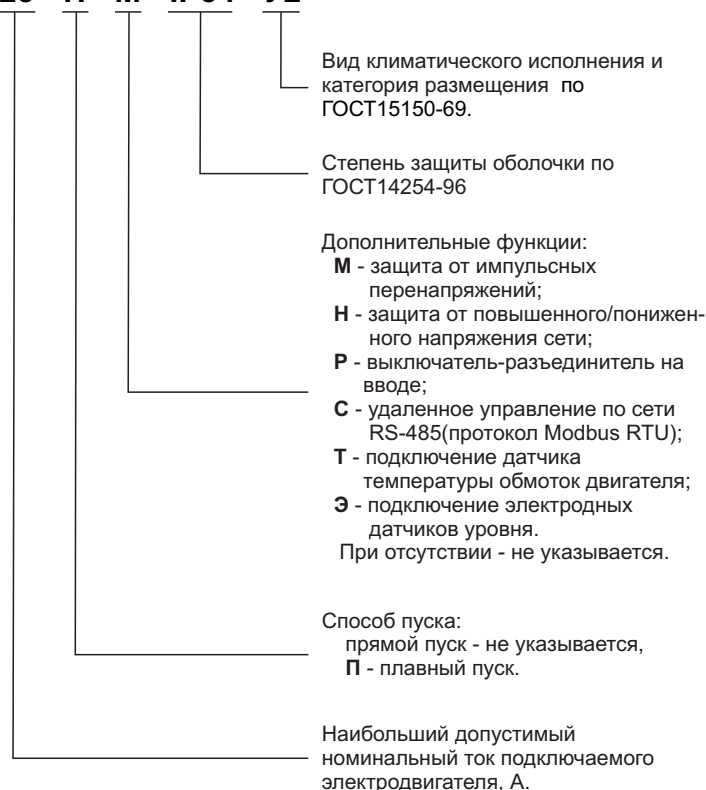 Вид климатического исполнения и
категория размещения по
ГОСТ15150-69.
Степень защиты оболочки по
ГОСТ14254-96
Дополнительные функции:
М - защита от импульсных
перенапряжений;
Н - защита от повышенного/понижен-
ного напряжения сети;
Р - выключатель-разъединитель на
вводе;
С - удаленное управление по сети
RS-485(протокол Modbus RTU);
Т - подключение датчика
температуры обмоток двигателя;
Э - подключение электродных
датчиков уровня.
При отсутствии - не указывается.
Способ пуска:
прямой пуск - не указывается,
П - плавный пуск.
Наибольший допустимый
номинальный ток подключаемого
электродвигателя, А.